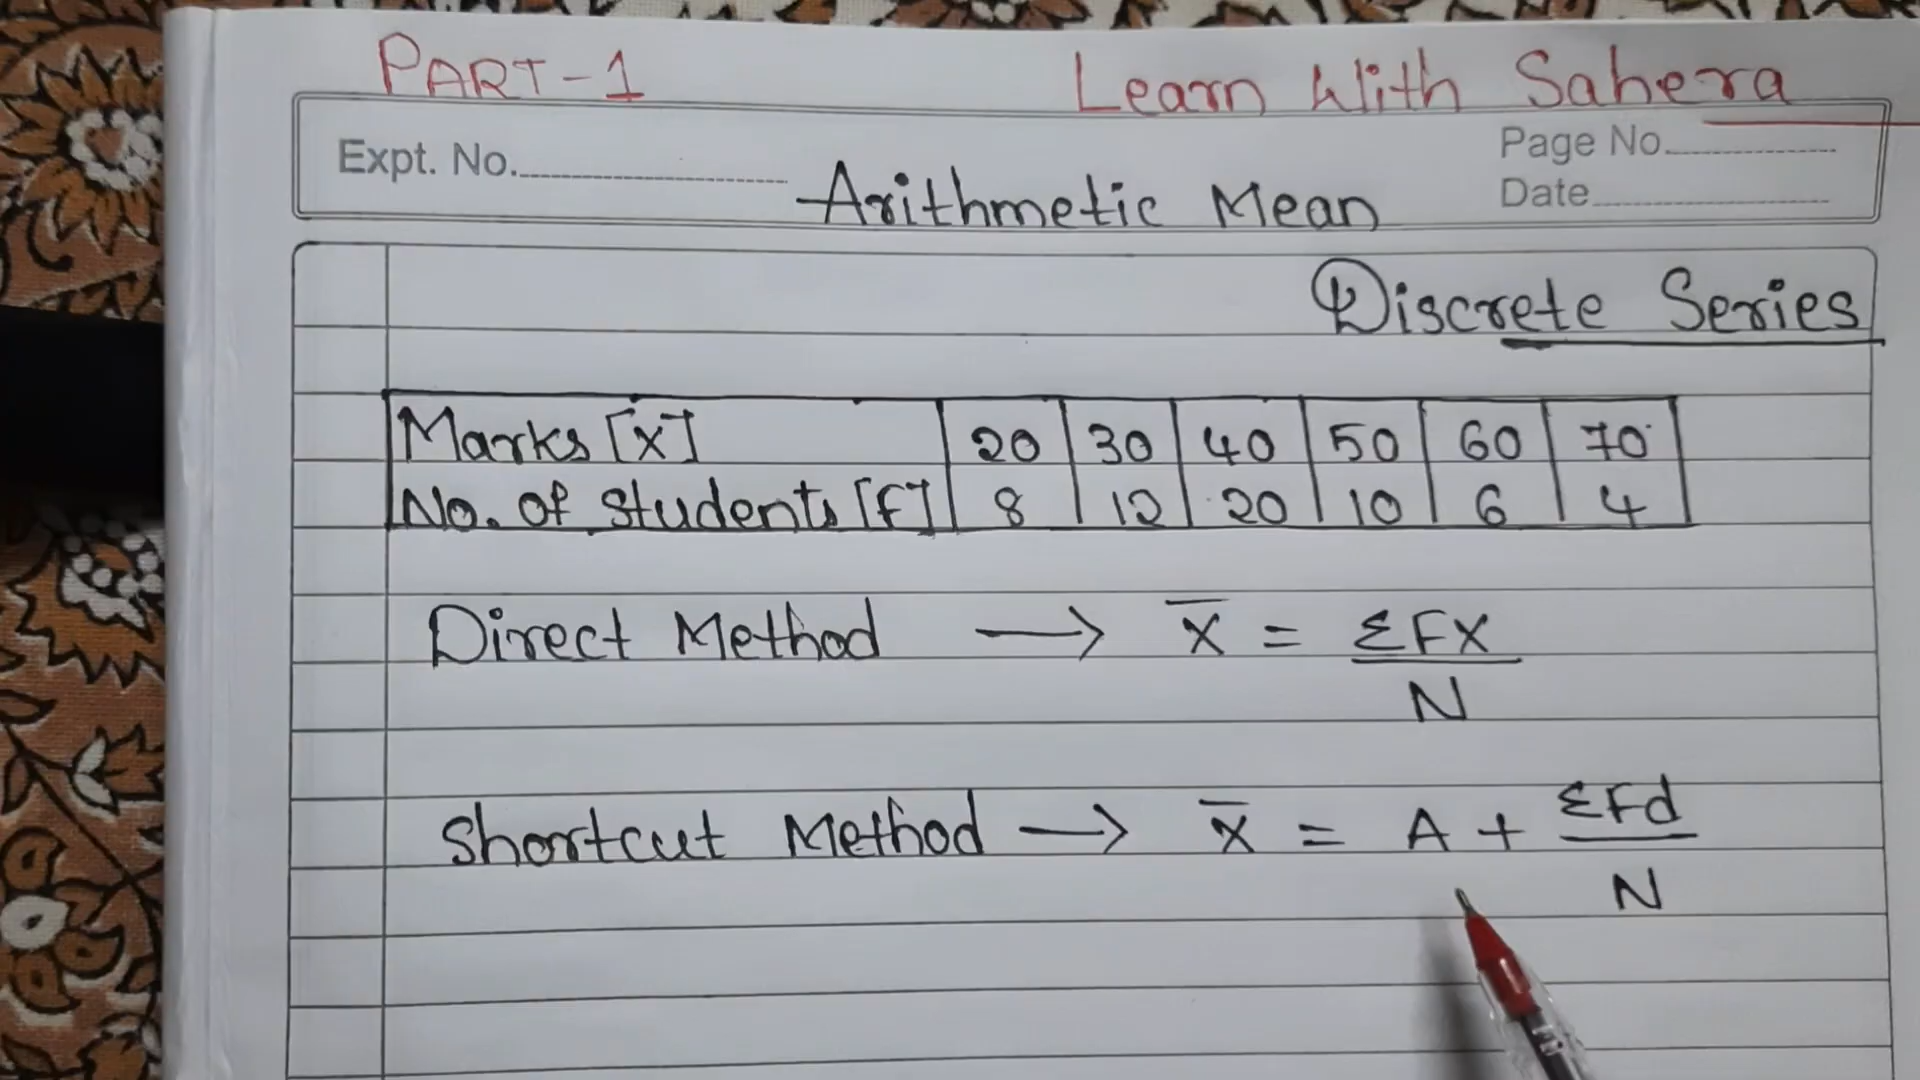 PART-1 Learn With Sahera
Expt. No. Page No.
Arithmetic Mean Date
Discrete Series
Marks [X] 20 30 40 50 60 70
No. of Students [F] 8 12 20 10 6 4
Direct Method → X̄ = ΣFX
N
Shortcut Method → X̄ = A + ΣFd
N